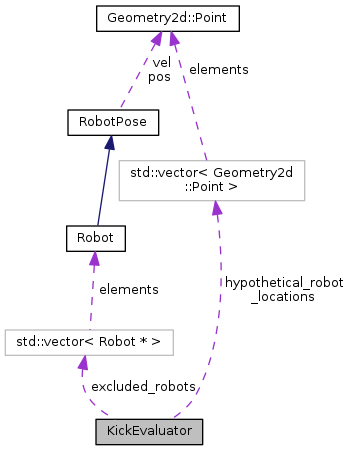 Geometry2d::Point
vel
pos
elements
RobotPose
std::vector< Geometry2d
::Point >
Robot
hypothetical_robot
_locations
elements
std::vector< Robot * >
excluded_robots
KickEvaluator